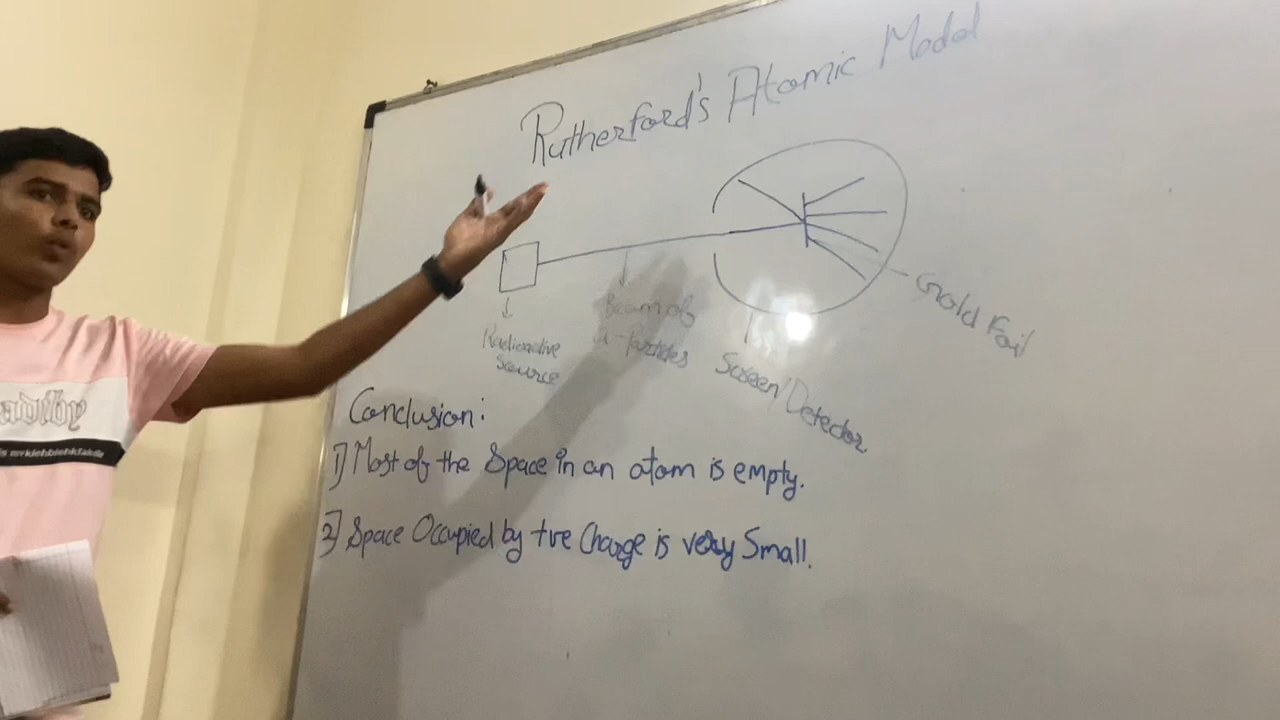 Rutherford's Atomic Model
Radioactive
source
Beam of
α-Particles
Screen/Detector
Gold Foil
Conclusion:
1) Most of the Space in an atom is empty.
2) Space Occupied by +ve Charge is very Small.